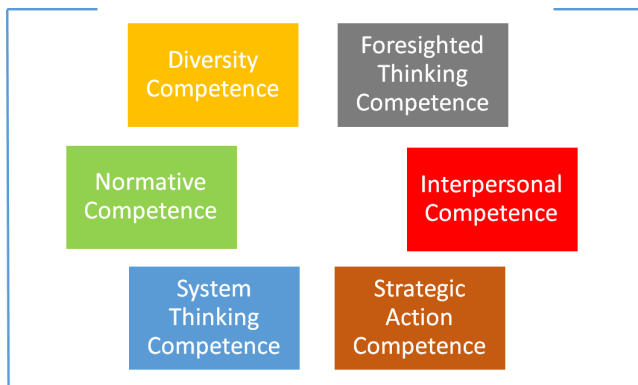 Diversity
Competence
Foresighted
Thinking
Competence
Normative
Competence
Interpersonal
Competence
System
Thinking
Competence
Strategic
Action
Competence